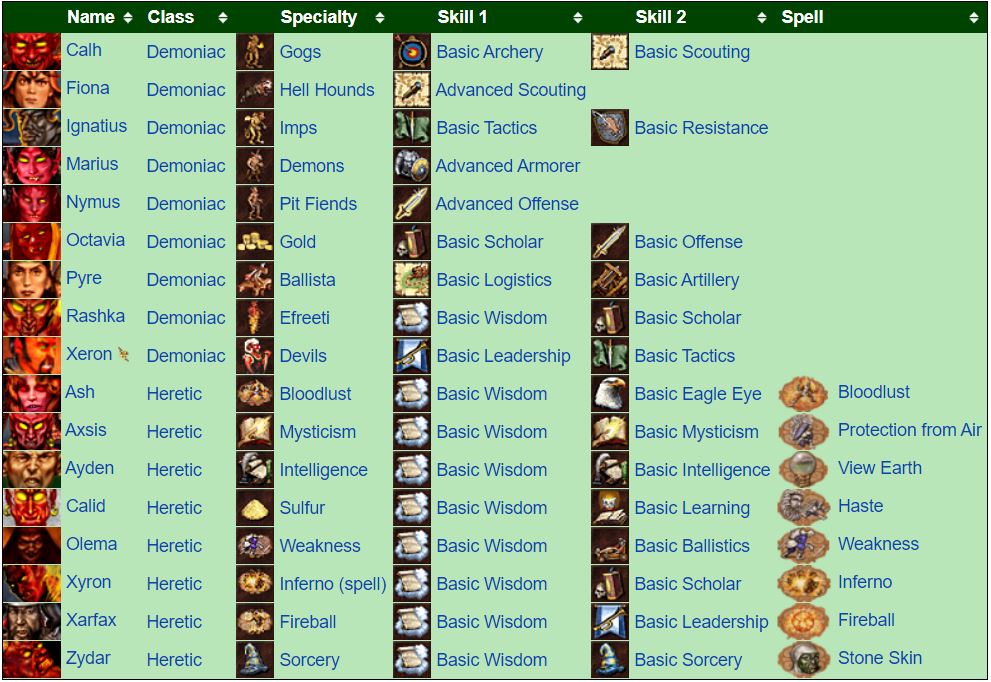 Name Class Specialty Skill 1 Skill 2 Spell
Calh Demoniac Gogs Basic Archery Basic Scouting
Fiona Demoniac Hell Hounds Advanced Scouting
Ignatius Demoniac Imps Basic Tactics Basic Resistance
Marius Demoniac Demons Advanced Armorer
Nymus Demoniac Pit Fiends Advanced Offense
Octavia Demoniac Gold Basic Scholar Basic Offense
Pyre Demoniac Ballista Basic Logistics Basic Artillery
Rashka Demoniac Efreeti Basic Wisdom Basic Scholar
Xeron Demoniac Devils Basic Leadership Basic Tactics
Ash Heretic Bloodlust Basic Wisdom Basic Eagle Eye Bloodlust
Axsis Heretic Mysticism Basic Wisdom Basic Mysticism Protection from Air
Ayden Heretic Intelligence Basic Wisdom Basic Intelligence View Earth
Calid Heretic Sulfur Basic Wisdom Basic Learning Haste
Olema Heretic Weakness Basic Wisdom Basic Ballistics Weakness
Xyron Heretic Inferno (spell) Basic Wisdom Basic Scholar Inferno
Xarfax Heretic Fireball Basic Wisdom Basic Leadership Fireball
Zydar Heretic Sorcery Basic Wisdom Basic Sorcery Stone Skin